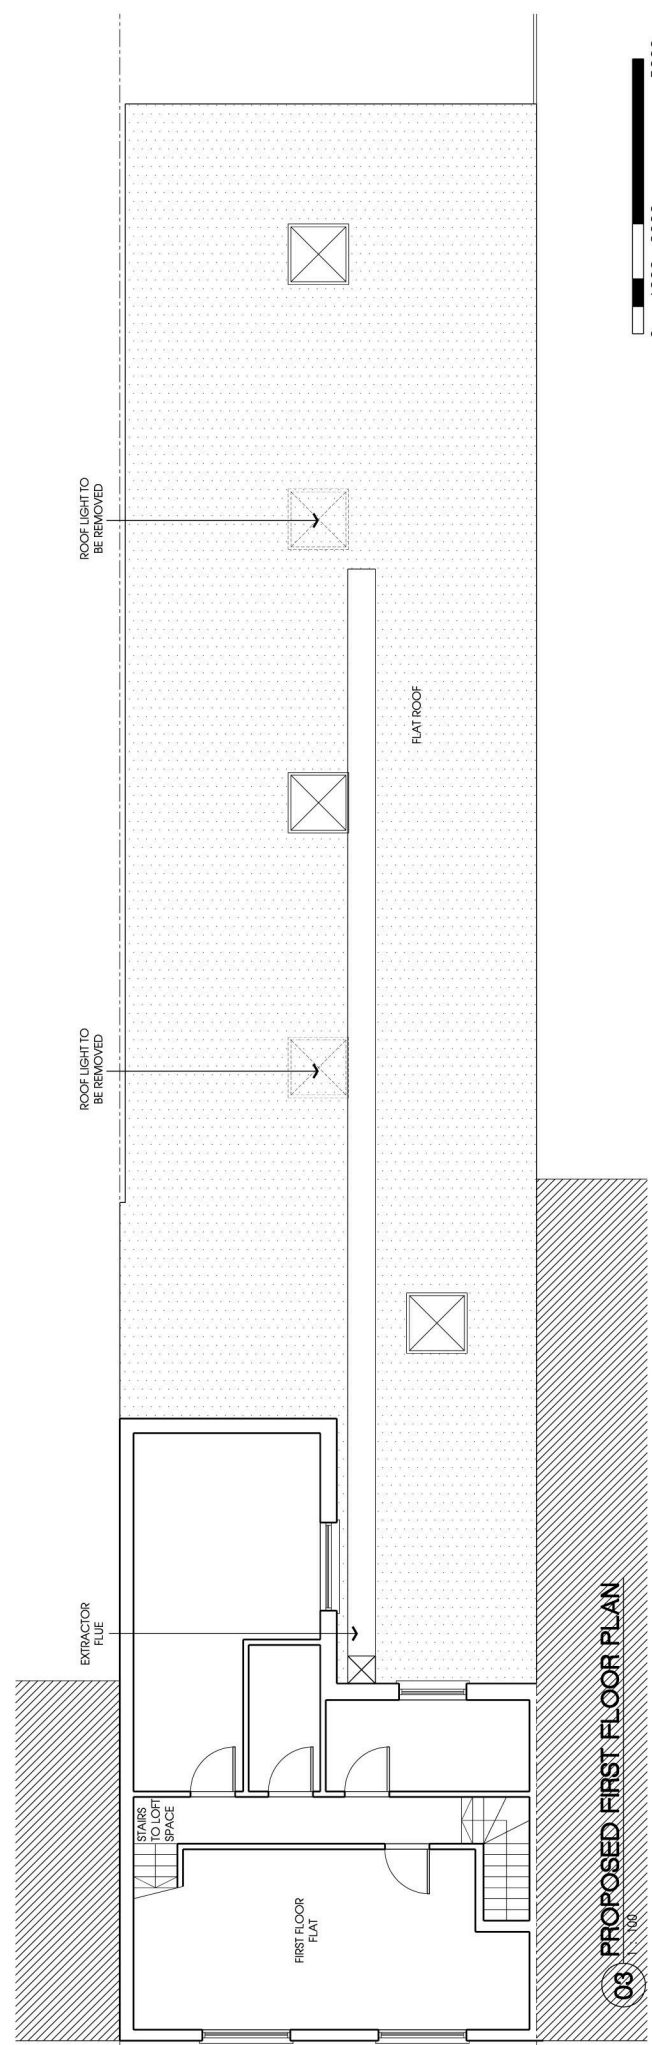 ROOF LIGHT TO
BE REMOVED
FLAT ROOF
ROOF LIGHT TO
BE REMOVED
EXTRACTOR
FLUE
STAIRS
TO LOFT
SPACE
FIRST FLOOR
FLAT
03 PROPOSED FIRST FLOOR PLAN
1 : 100